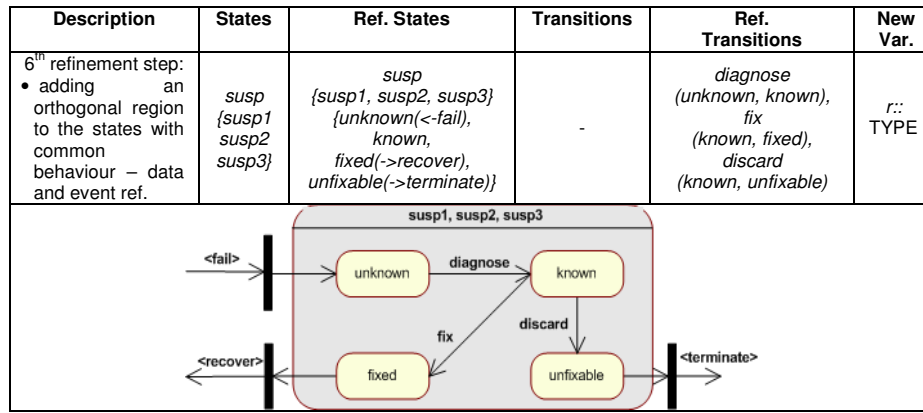 Description States Ref. States Transitions Ref. Transitions New Var.
6th refinement step:
• adding an
orthogonal region
to the states with
common
behaviour – data
and event ref.
susp
{susp1
susp2
susp3}
susp
{susp1, susp2, susp3}
{unknown(<-fail),
known,
fixed(->recover),
unfixable(->terminate)}
-
diagnose
(unknown, known),
fix
(known, fixed),
discard
(known, unfixable)
r::
TYPE
susp1, susp2, susp3
<fail>
unknown
diagnose
known
fix
discard
<recover>
fixed
unfixable
<terminate>